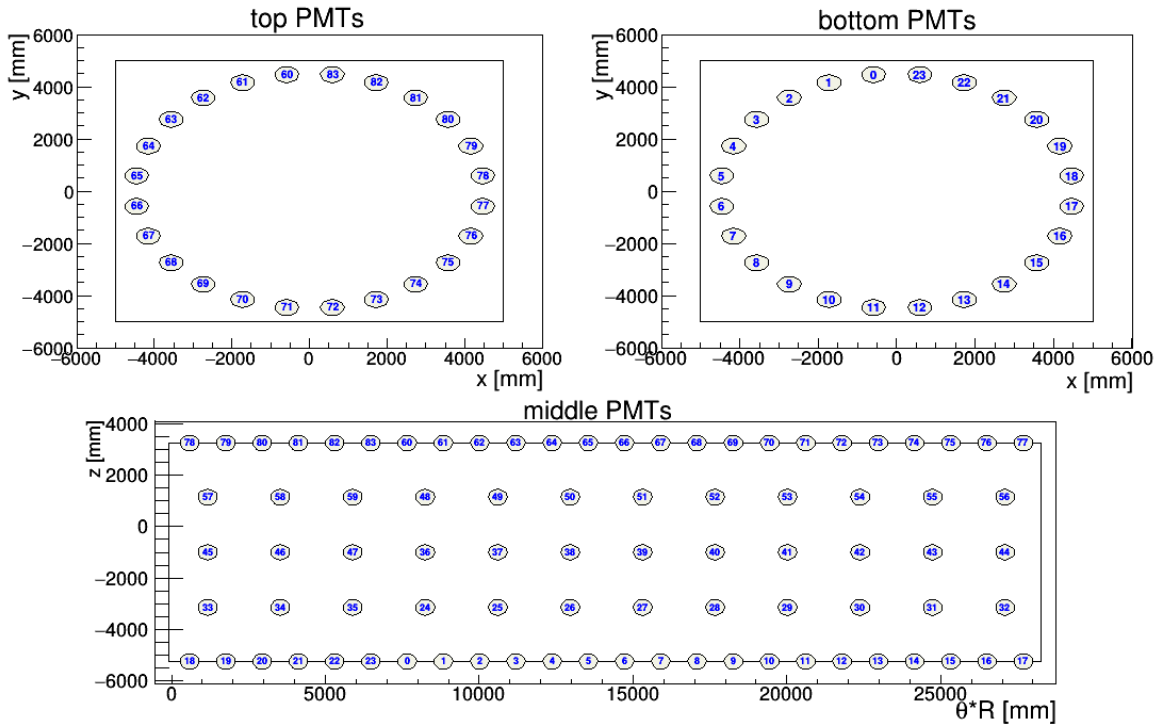 top PMTs
y [mm]
6000
4000
2000
0
−2000
−4000
−6000
60 83
61 82
62 81
63 80
64 79
65 78
66 77
67 76
68 75
69 74
70 73
71 72
−6000 −4000 −2000 0 2000 4000 6000
x [mm]
bottom PMTs
y [mm]
6000
4000
2000
0
−2000
−4000
−6000
0 23
1 22
2 21
3 20
4 19
5 18
6 17
7 16
8 15
9 14
10 13
11 12
−6000 −4000 −2000 0 2000 4000 6000
x [mm]
middle PMTs
z [mm]
4000
2000
0
−2000
−4000
−6000
78 79 80 81 82 83 60 61 62 63 64 65 66 67 68 69 70 71 72 73 74 75 76 77
57 58 59 48 49 50 51 52 53 54 55 56
45 46 47 36 37 38 39 40 41 42 43 44
33 34 35 24 25 26 27 28 29 30 31 32
18 19 20 21 22 23 0 1 2 3 4 5 6 7 8 9 10 11 12 13 14 15 16 17
0 5000 10000 15000 20000 25000
θ*R [mm]